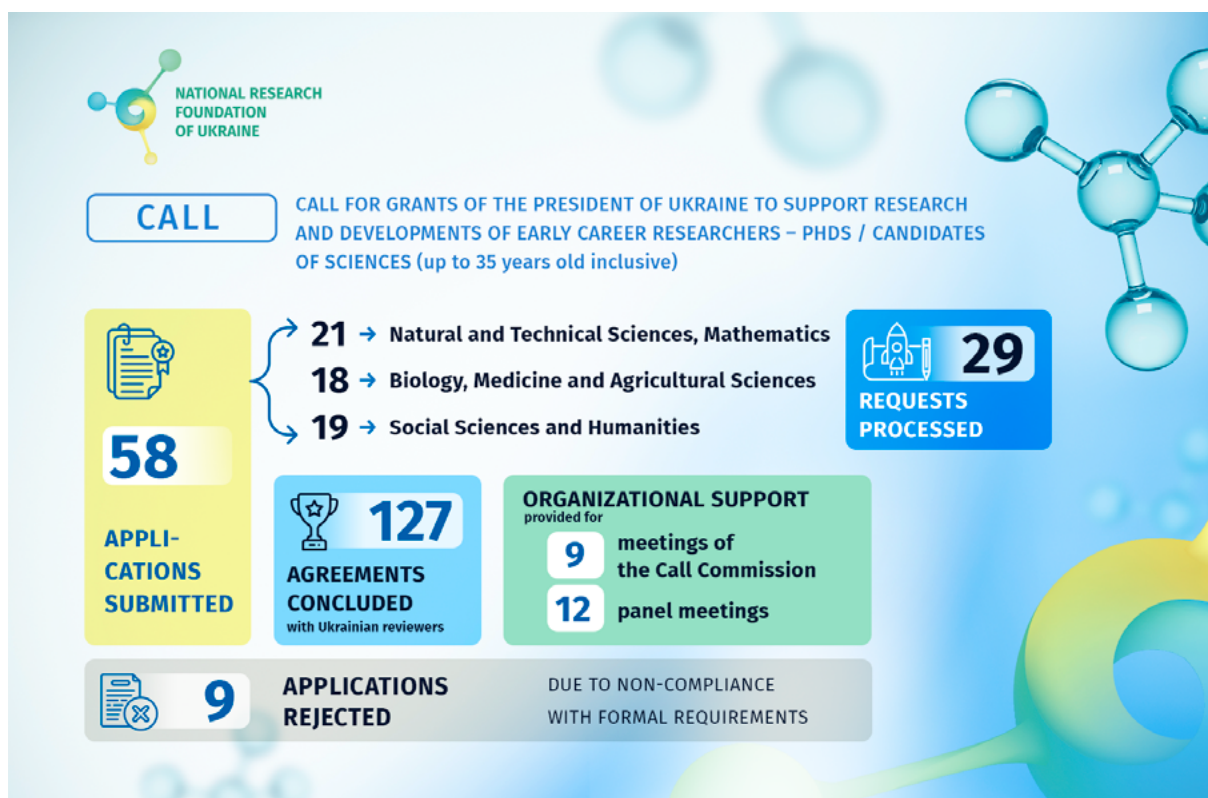 NATIONAL RESEARCH
FOUNDATION
OF UKRAINE
CALL
CALL FOR GRANTS OF THE PRESIDENT OF UKRAINE TO SUPPORT RESEARCH
AND DEVELOPMENTS OF EARLY CAREER RESEARCHERS – PHDS / CANDIDATES
OF SCIENCES (up to 35 years old inclusive)
58
APPLI-
CATIONS
SUBMITTED
21 → Natural and Technical Sciences, Mathematics
18 → Biology, Medicine and Agricultural Sciences
19 → Social Sciences and Humanities
29
REQUESTS
PROCESSED
127
AGREEMENTS
CONCLUDED
with Ukrainian reviewers
ORGANIZATIONAL SUPPORT
provided for
9 meetings of
the Call Commission
12 panel meetings
9
APPLICATIONS
REJECTED
DUE TO NON-COMPLIANCE
WITH FORMAL REQUIREMENTS